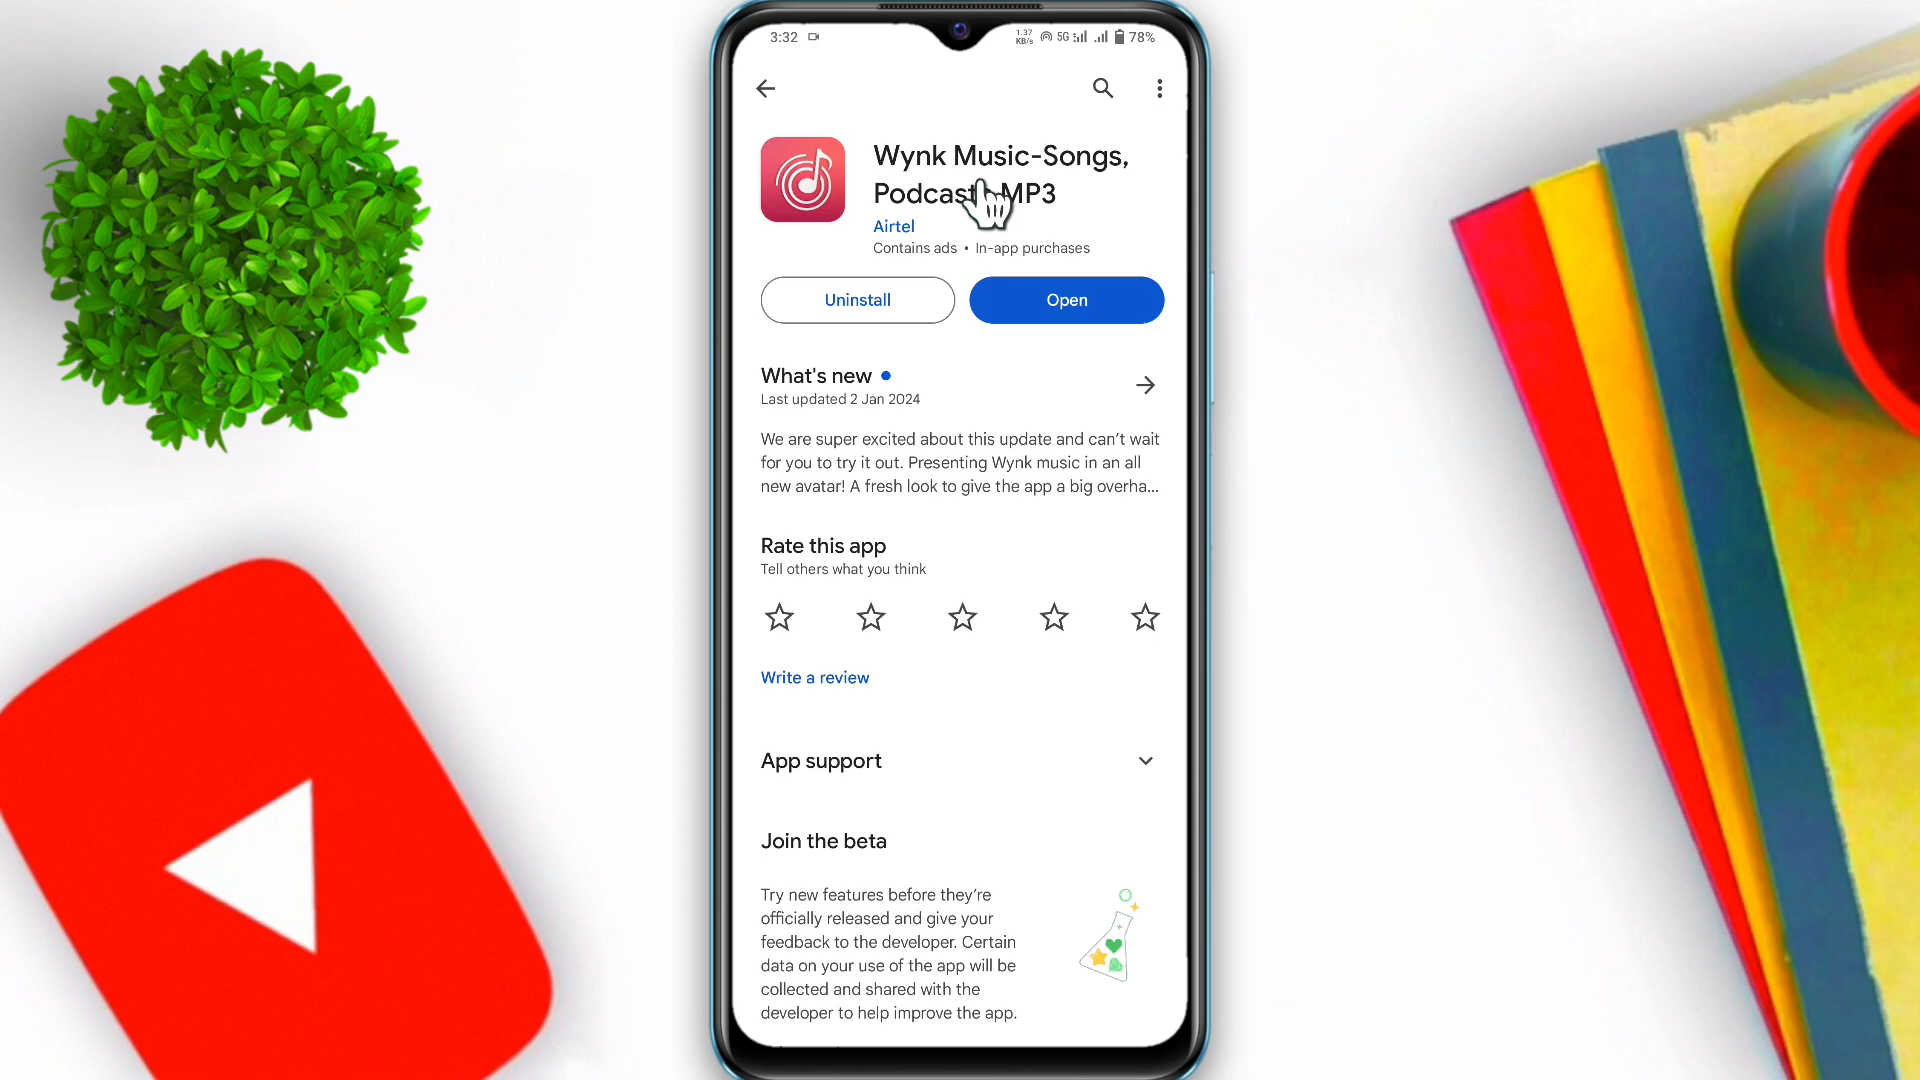 3:32
1.37 KB/s 5G 78%
Wynk Music-Songs,
Podcast MP3
Airtel
Contains ads • In-app purchases
Uninstall
Open
What's new
Last updated 2 Jan 2024
We are super excited about this update and can't wait
for you to try it out. Presenting Wynk music in an all
new avatar! A fresh look to give the app a big overha...
Rate this app
Tell others what you think
Write a review
App support
Join the beta
Try new features before they're
officially released and give your
feedback to the developer. Certain
data on your use of the app will be
collected and shared with the
developer to help improve the app.